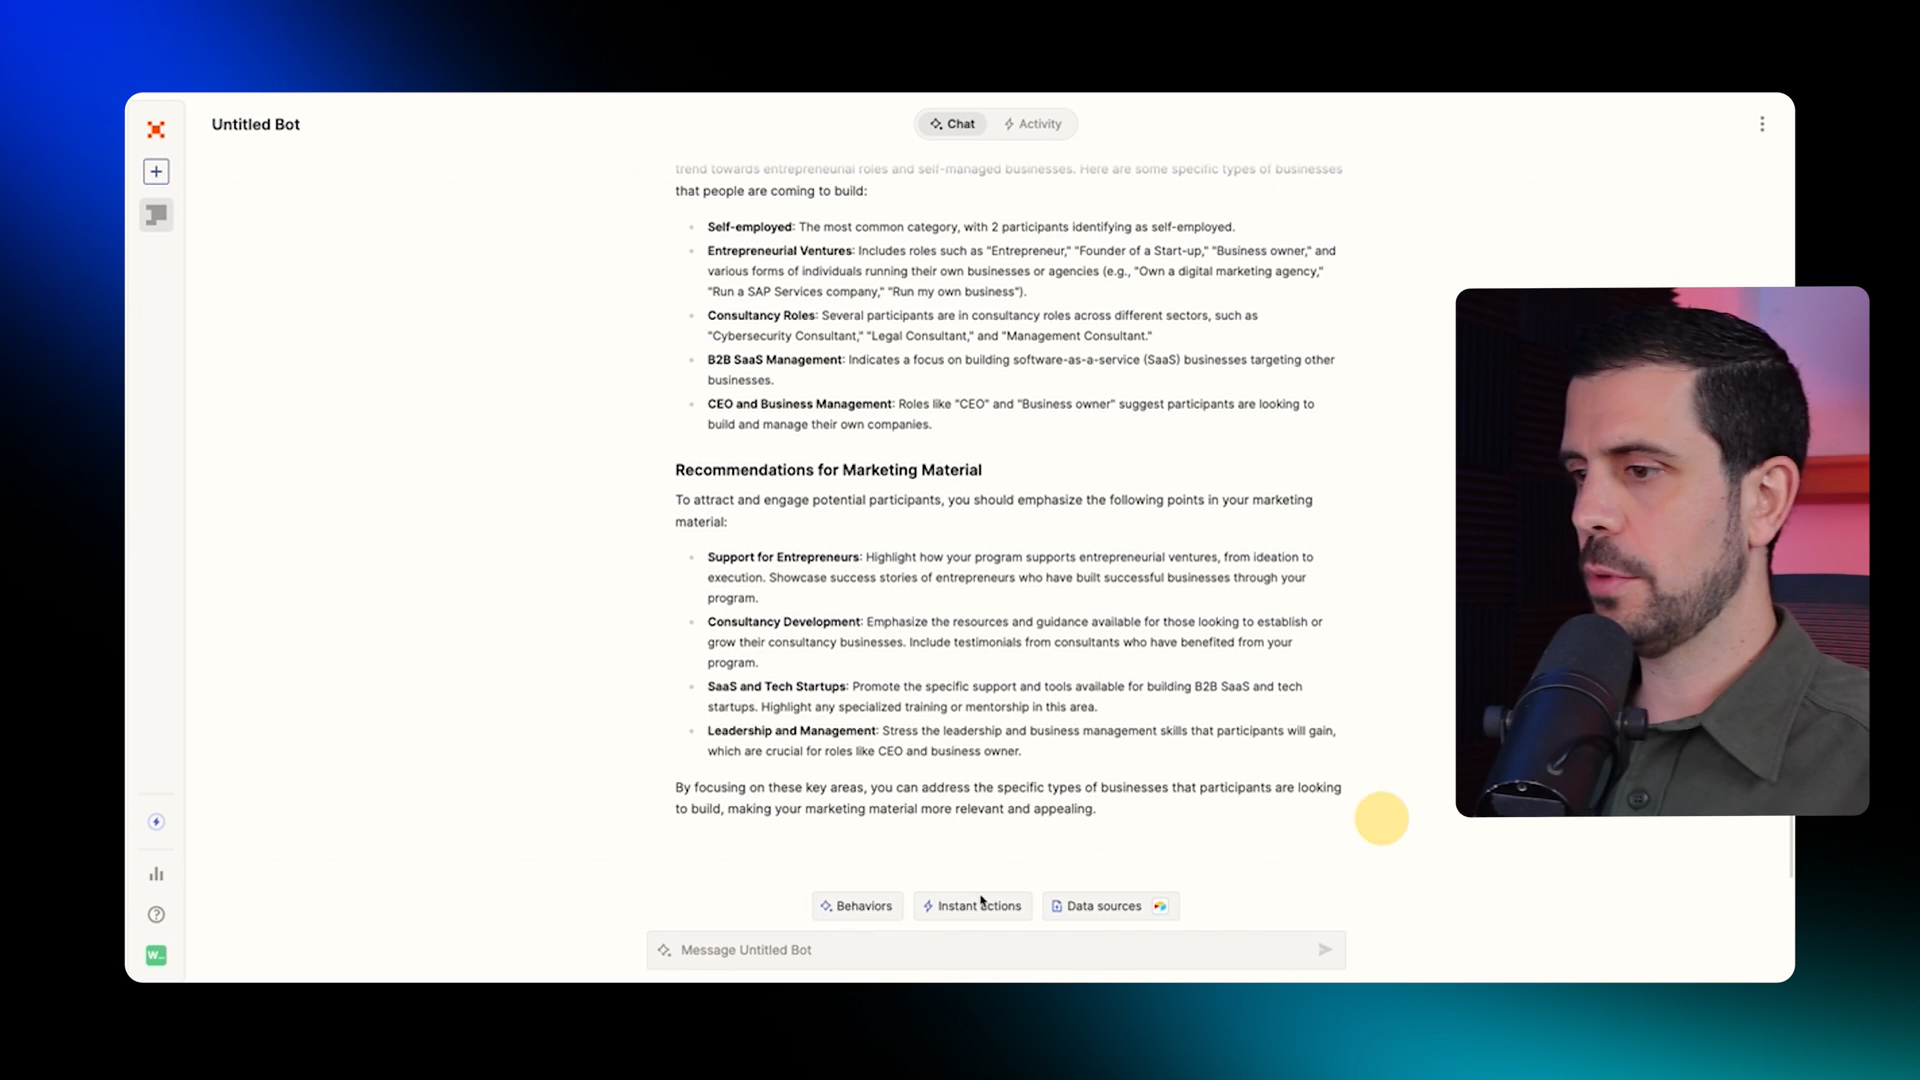 Untitled Bot
Chat
Activity
trend towards entrepreneurial roles and self-managed businesses. Here are some specific types of businesses
that people are coming to build:
Self-employed: The most common category, with 2 participants identifying as self-employed.
Entrepreneurial Ventures: Includes roles such as "Entrepreneur," "Founder of a Start-up," "Business owner," and
various forms of individuals running their own businesses or agencies (e.g., "Own a digital marketing agency,"
"Run a SAP Services company," "Run my own business").
Consultancy Roles: Several participants are in consultancy roles across different sectors, such as
"Cybersecurity Consultant," "Legal Consultant," and "Management Consultant."
B2B SaaS Management: Indicates a focus on building software-as-a-service (SaaS) businesses targeting other
businesses.
CEO and Business Management: Roles like "CEO" and "Business owner" suggest participants are looking to
build and manage their own companies.
Recommendations for Marketing Material
To attract and engage potential participants, you should emphasize the following points in your marketing
material:
Support for Entrepreneurs: Highlight how your program supports entrepreneurial ventures, from ideation to
execution. Showcase success stories of entrepreneurs who have built successful businesses through your
program.
Consultancy Development: Emphasize the resources and guidance available for those looking to establish or
grow their consultancy businesses. Include testimonials from consultants who have benefited from your
program.
SaaS and Tech Startups: Promote the specific support and tools available for building B2B SaaS and tech
startups. Highlight any specialized training or mentorship in this area.
Leadership and Management: Stress the leadership and business management skills that participants will gain,
which are crucial for roles like CEO and business owner.
By focusing on these key areas, you can address the specific types of businesses that participants are looking
to build, making your marketing material more relevant and appealing.
Behaviors
Instant actions
Data sources
Message Untitled Bot
W...